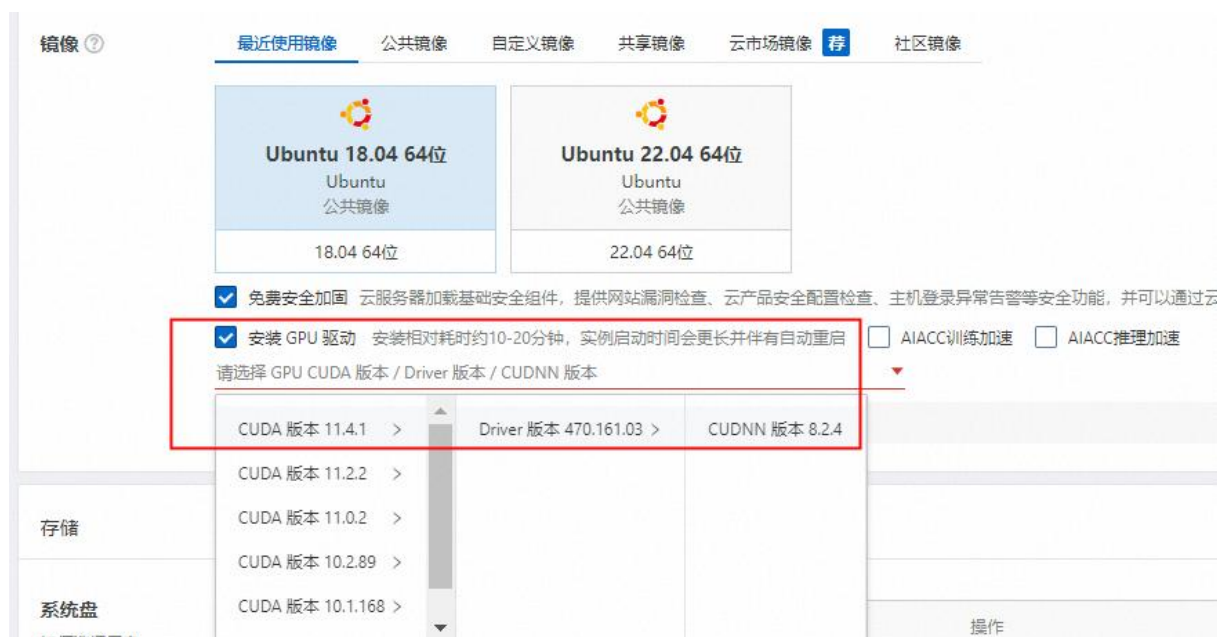 镜像 ?
最近使用镜像 公共镜像 自定义镜像 共享镜像 云市场镜像 荐 社区镜像
Ubuntu 18.04 64位
Ubuntu
公共镜像
18.04 64位
Ubuntu 22.04 64位
Ubuntu
公共镜像
22.04 64位
免费安全加固 云服务器加载基础安全组件，提供网站漏洞检查、云产品安全配置检查、主机登录异常告警等安全功能，并可以通过云
安装 GPU 驱动 安装相对耗时约10-20分钟，实例启动时间会更长并伴有自动重启 AIACC训练加速 AIACC推理加速
请选择 GPU CUDA 版本 / Driver 版本 / CUDNN 版本
CUDA 版本 11.4.1 > Driver 版本 470.161.03 > CUDNN 版本 8.2.4
CUDA 版本 11.2.2 >
CUDA 版本 11.0.2 >
CUDA 版本 10.2.89 >
CUDA 版本 10.1.168 >
存储
系统盘
操作